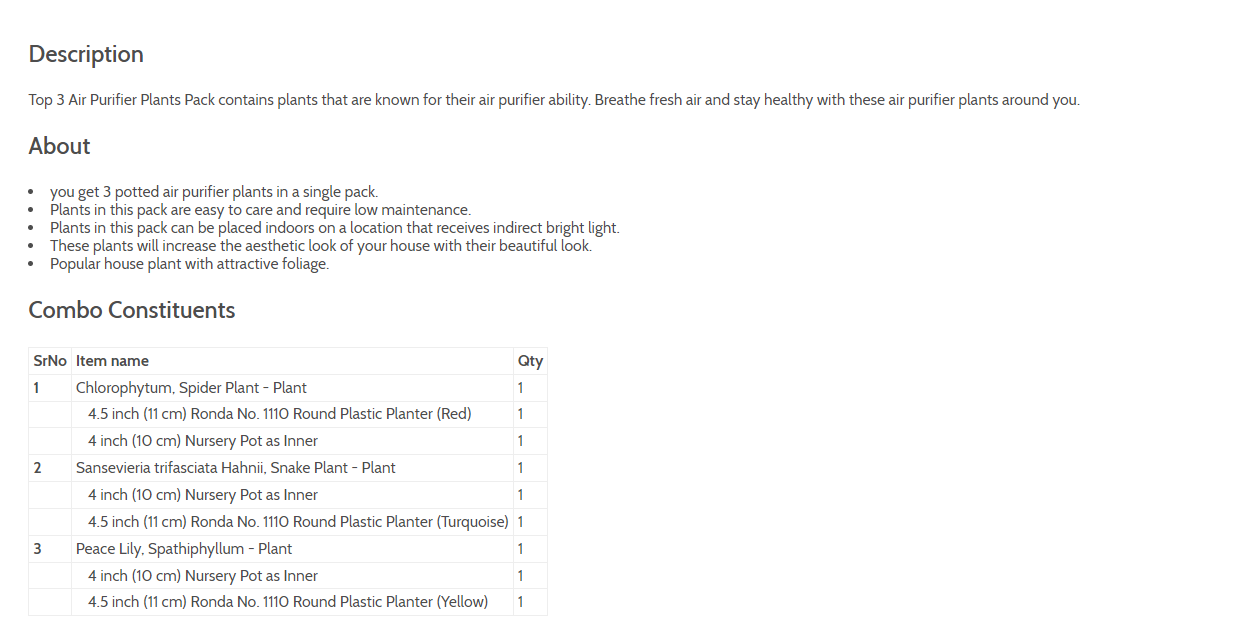 Description
Top 3 Air Purifier Plants Pack contains plants that are known for their air purifier ability. Breathe fresh air and stay healthy with these air purifier plants around you.
About
• you get 3 potted air purifier plants in a single pack.
• Plants in this pack are easy to care and require low maintenance.
• Plants in this pack can be placed indoors on a location that receives indirect bright light.
• These plants will increase the aesthetic look of your house with their beautiful look.
• Popular house plant with attractive foliage.
Combo Constituents
SrNo Item name Qty
1 Chlorophytum, Spider Plant - Plant 1
4.5 inch (11 cm) Ronda No. 1110 Round Plastic Planter (Red) 1
4 inch (10 cm) Nursery Pot as Inner 1
2 Sansevieria trifasciata Hahnii, Snake Plant - Plant 1
4 inch (10 cm) Nursery Pot as Inner 1
4.5 inch (11 cm) Ronda No. 1110 Round Plastic Planter (Turquoise) 1
3 Peace Lily, Spathiphyllum - Plant 1
4 inch (10 cm) Nursery Pot as Inner 1
4.5 inch (11 cm) Ronda No. 1110 Round Plastic Planter (Yellow) 1